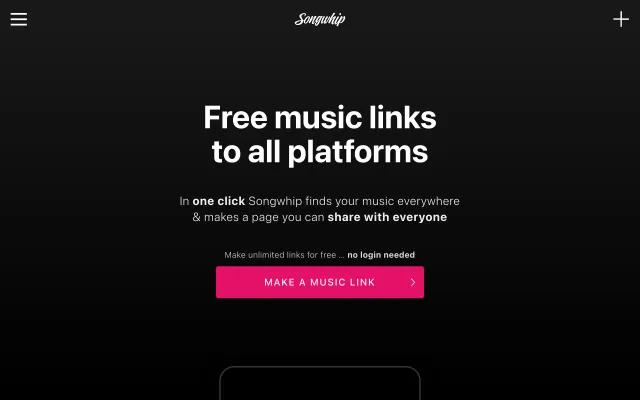 Songwhip
Free music links
to all platforms
In one click Songwhip finds your music everywhere
& makes a page you can share with everyone
Make unlimited links for free ... no login needed
MAKE A MUSIC LINK